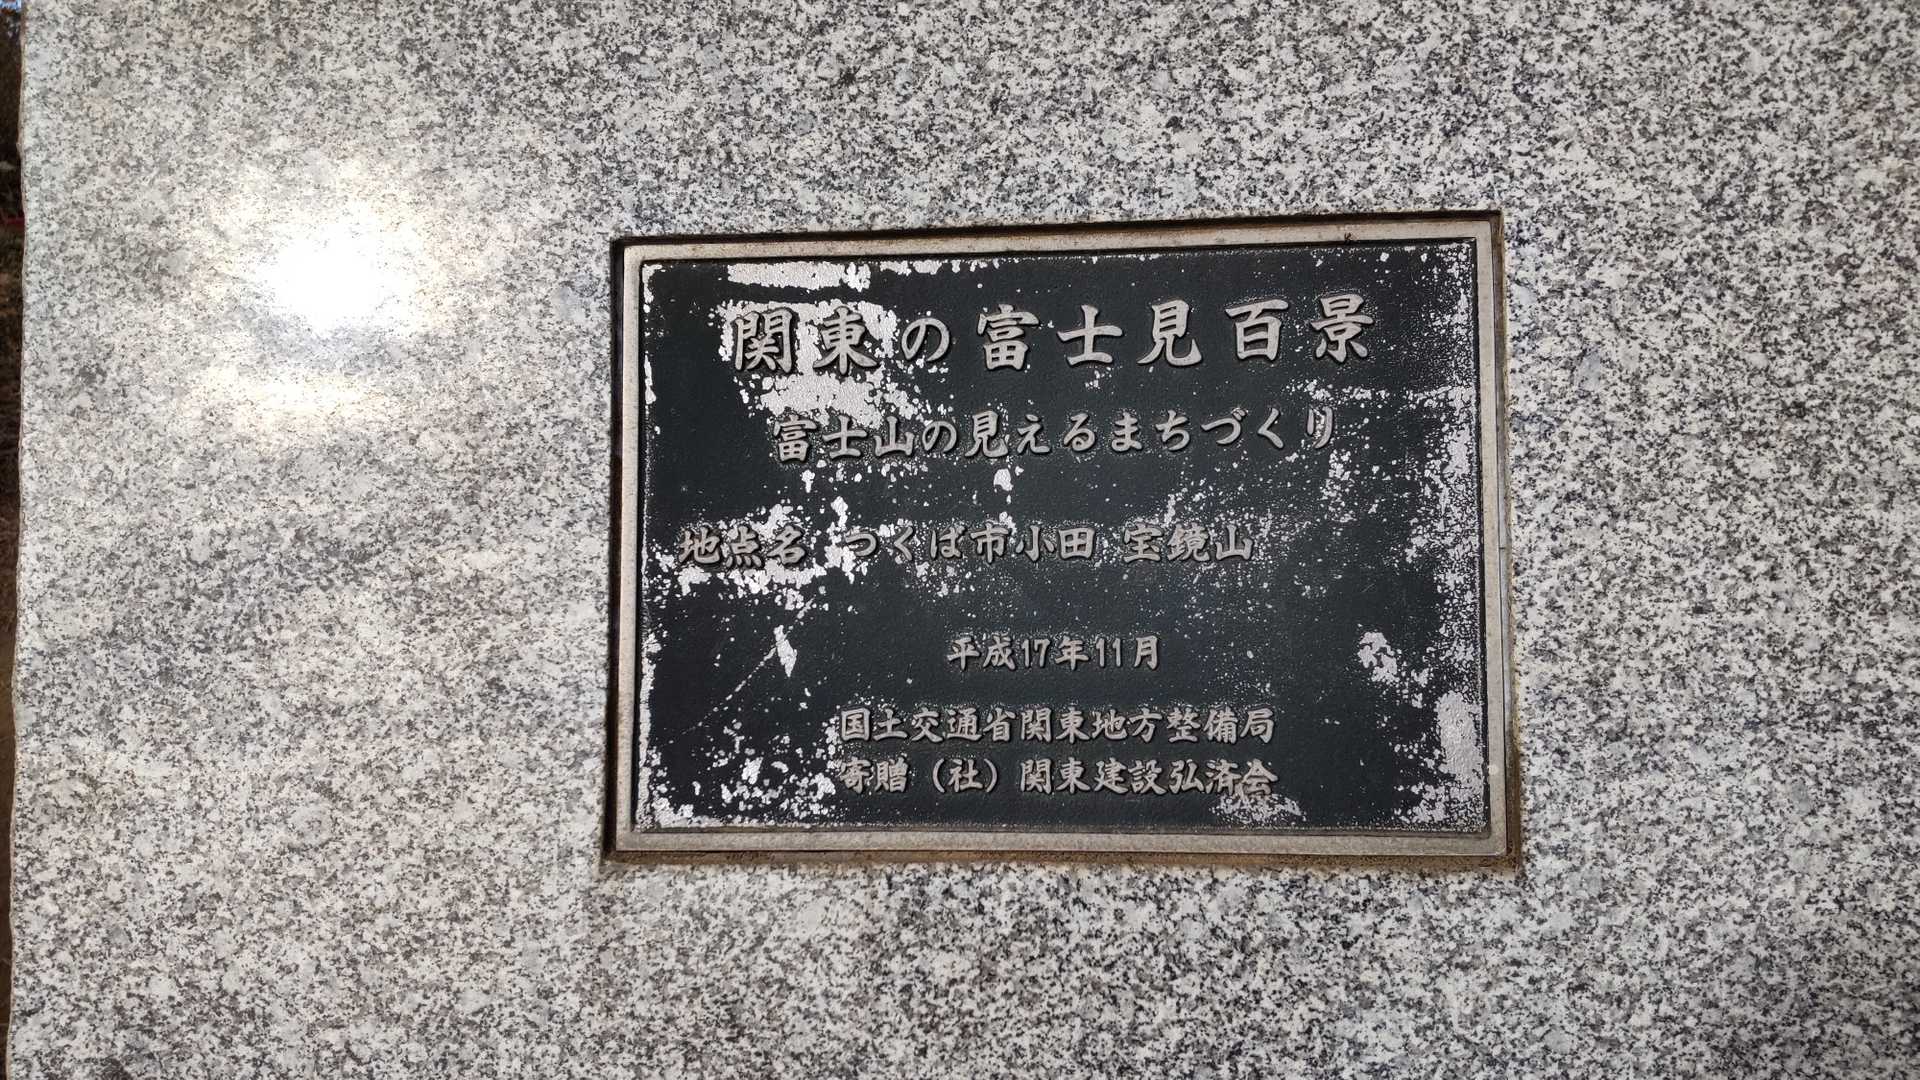 関東の富士見百景
富士山の見えるまちづくり
地点名 つくば市小田 宝鏡山
平成17年11月
国土交通省関東地方整備局
寄贈（社）関東建設弘済会